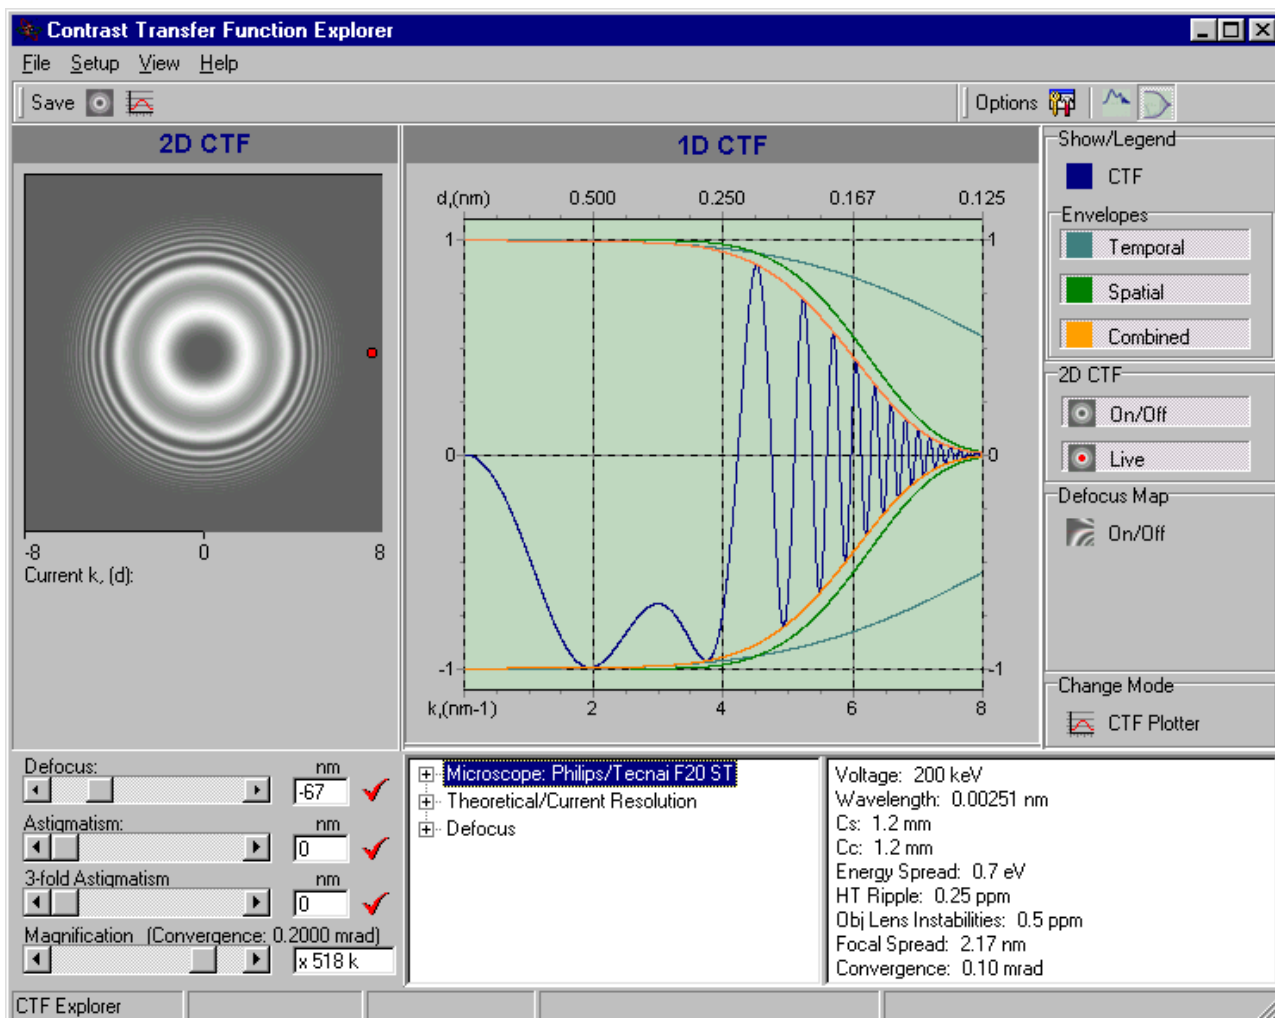 Contrast Transfer Function Explorer
File Setup View Help
Save Options
2D CTF
-8 0 8
Current k, (d):
1D CTF
d,(nm) 0.500 0.250 0.167 0.125
1 1
0 0
-1 -1
k,(nm-1) 2 4 6 8
Show/Legend
CTF
Envelopes
Temporal
Spatial
Combined
2D CTF
On/Off
Live
Defocus Map
On/Off
Change Mode
CTF Plotter
Defocus: nm
-67
Astigmatism: nm
0
3-fold Astigmatism nm
0
Magnification (Convergence: 0.2000 mrad)
x 518 k
Microscope: Philips/Tecnai F20 ST
Theoretical/Current Resolution
Defocus
Voltage: 200 keV
Wavelength: 0.00251 nm
Cs: 1.2 mm
Cc: 1.2 mm
Energy Spread: 0.7 eV
HT Ripple: 0.25 ppm
Obj Lens Instabilities: 0.5 ppm
Focal Spread: 2.17 nm
Convergence: 0.10 mrad
CTF Explorer